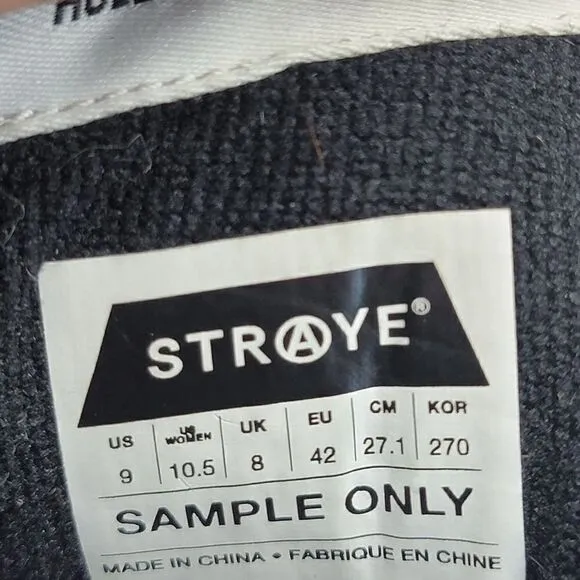 STRAYE®
US US WOMEN UK EU CM KOR
9 10.5 8 42 27.1 270
SAMPLE ONLY
MADE IN CHINA • FABRIQUE EN CHINE